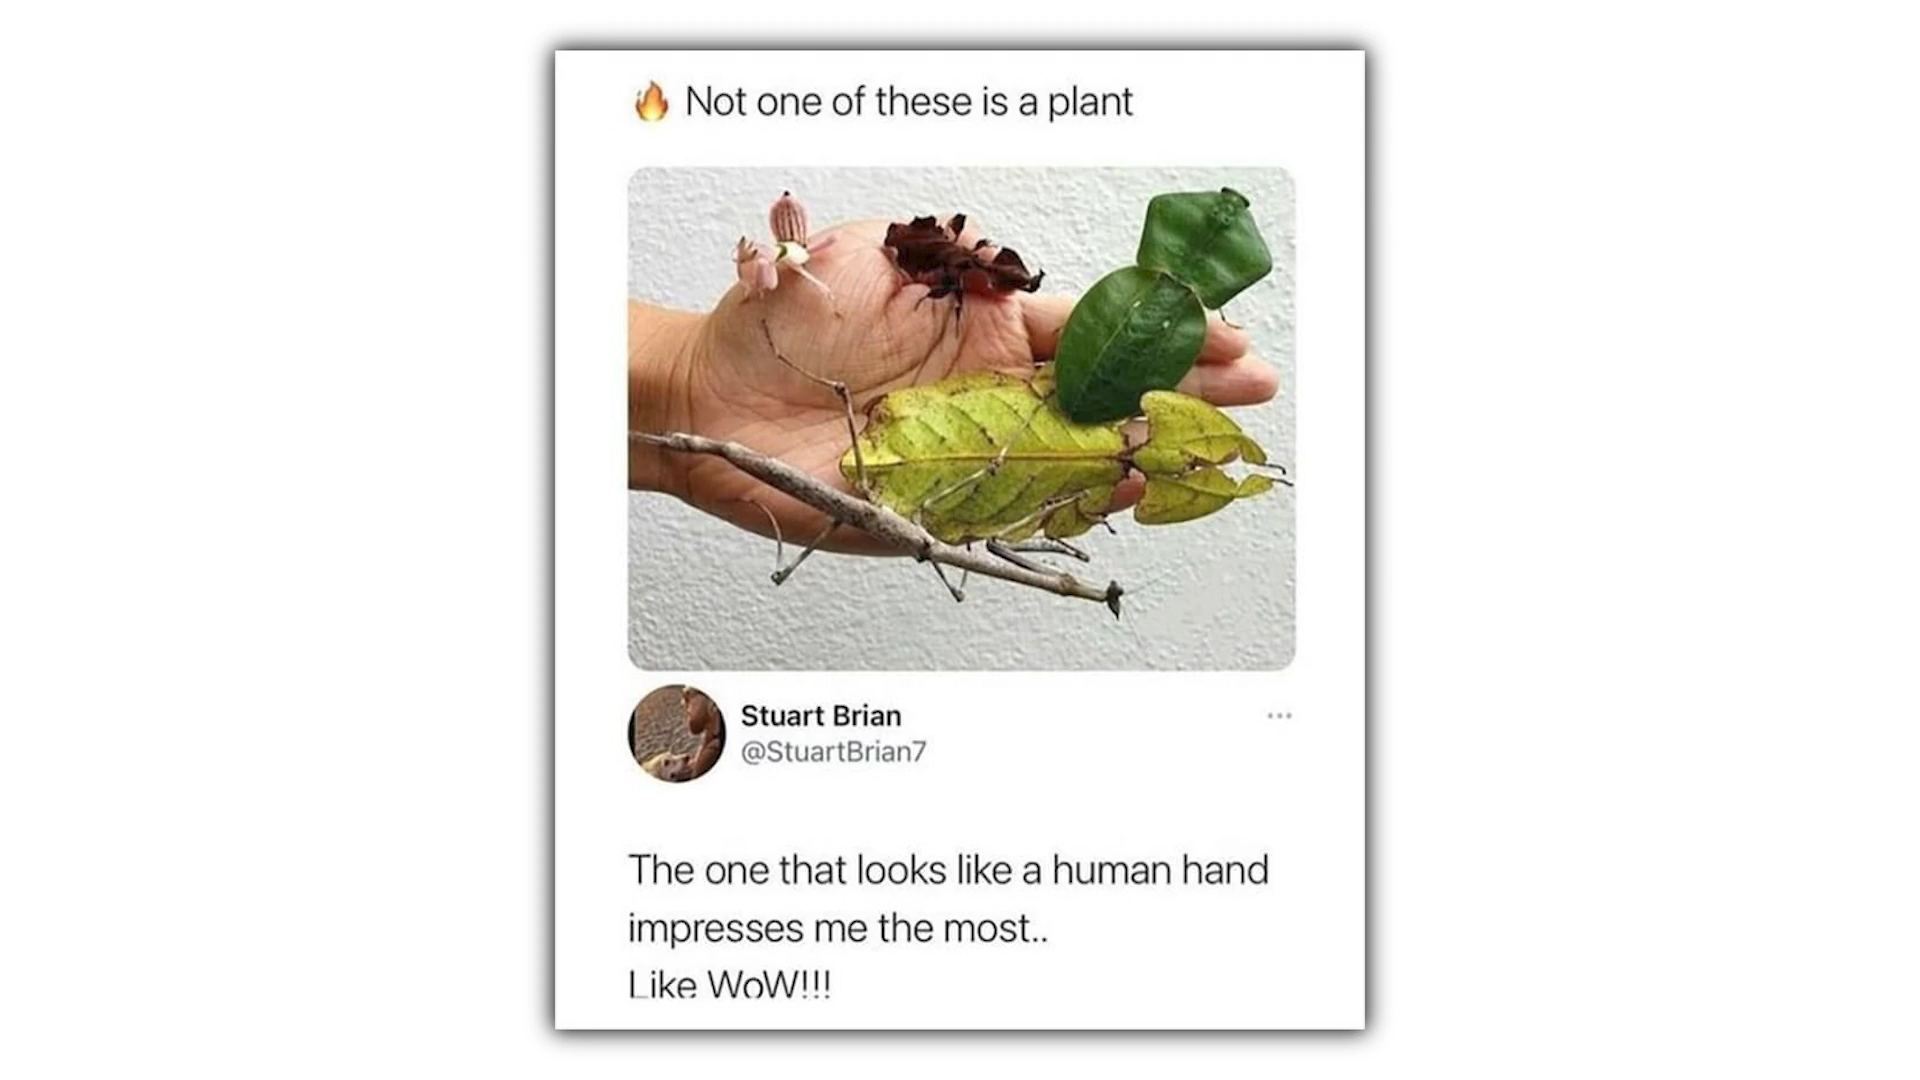 🔥 Not one of these is a plant
Stuart Brian
@StuartBrian7
The one that looks like a human hand
impresses me the most..
Like WoW!!!